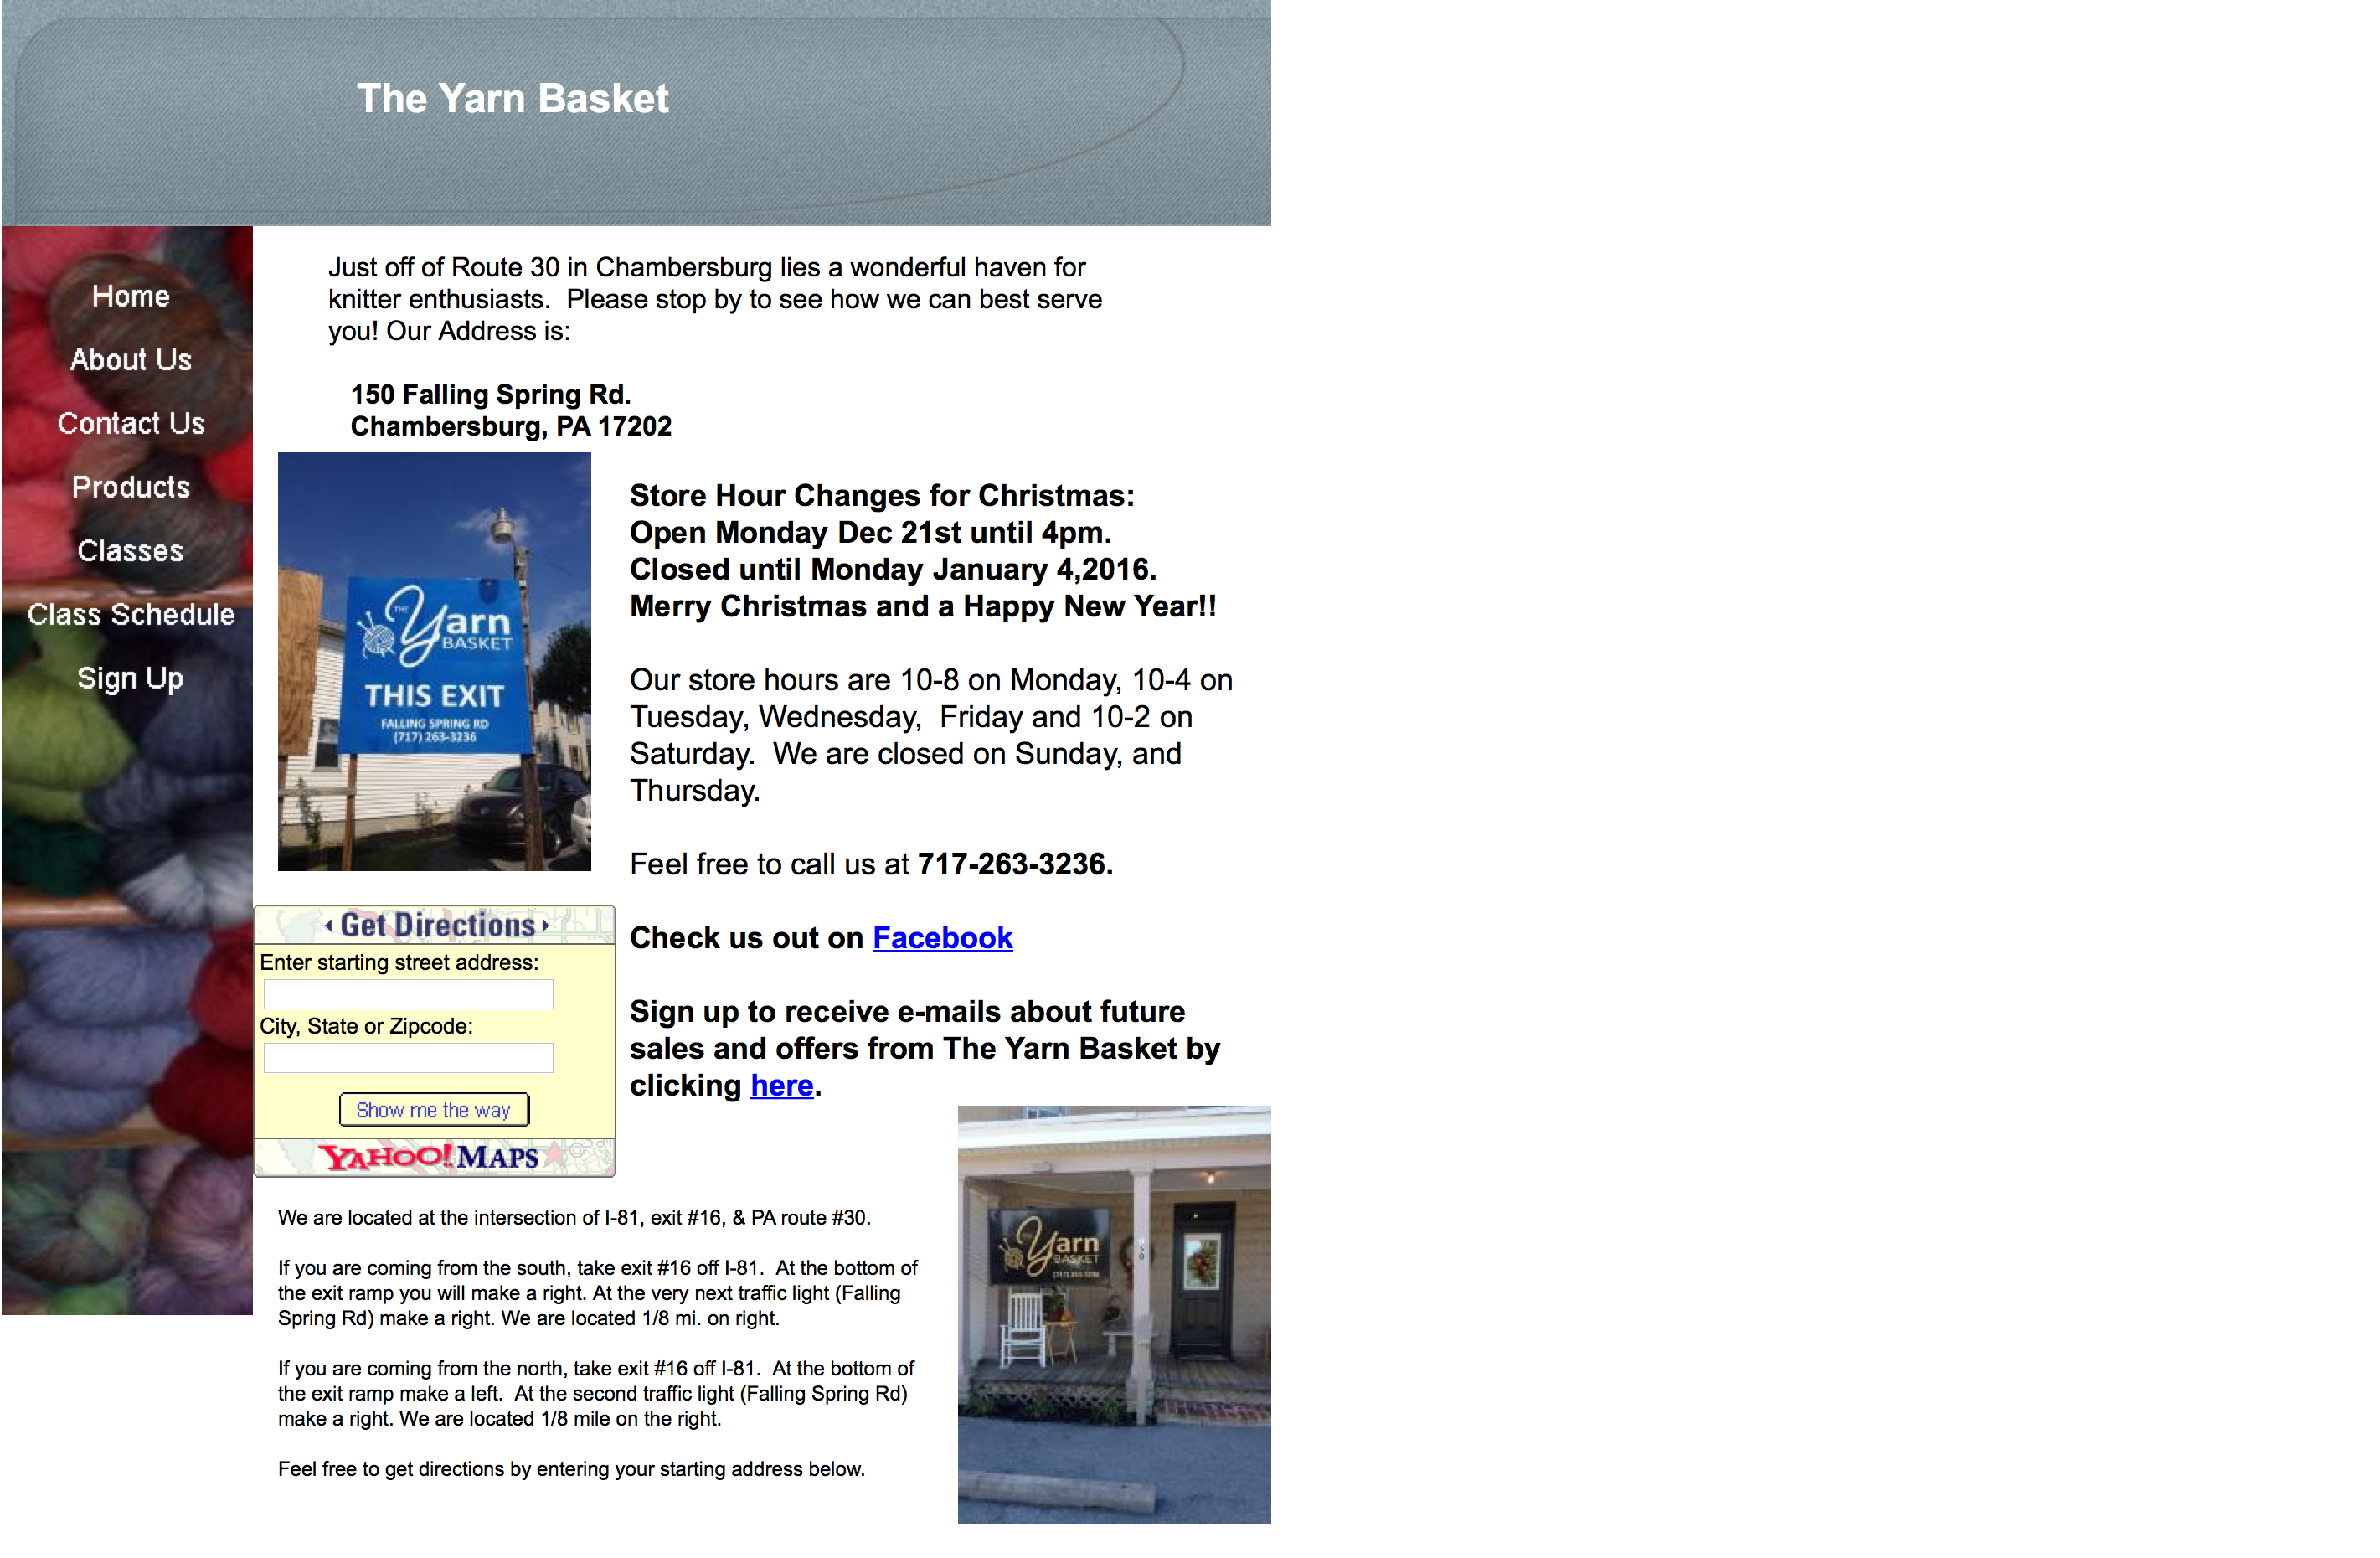 The Yarn Basket
Home
About Us
Contact Us
Products
Classes
Class Schedule
Sign Up
Just off of Route 30 in Chambersburg lies a wonderful haven for
knitter enthusiasts.  Please stop by to see how we can best serve
you! Our Address is:
150 Falling Spring Rd.
Chambersburg, PA 17202
THE Yarn
BASKET
THIS EXIT
FALLING SPRING RD
(717) 263-3236
Store Hour Changes for Christmas:
Open Monday Dec 21st until 4pm.
Closed until Monday January 4,2016.
Merry Christmas and a Happy New Year!!
Our store hours are 10-8 on Monday, 10-4 on
Tuesday, Wednesday,  Friday and 10-2 on
Saturday.  We are closed on Sunday, and
Thursday.
Feel free to call us at 717-263-3236.
Check us out on Facebook
Sign up to receive e-mails about future
sales and offers from The Yarn Basket by
clicking here.
Get Directions
Enter starting street address:
City, State or Zipcode:
Show me the way
YAHOO! MAPS
THE Yarn
BASKET
(717) 263-3236
150
We are located at the intersection of I-81, exit #16, & PA route #30.
If you are coming from the south, take exit #16 off I-81.  At the bottom of
the exit ramp you will make a right. At the very next traffic light (Falling
Spring Rd) make a right. We are located 1/8 mi. on right.
If you are coming from the north, take exit #16 off I-81.  At the bottom of
the exit ramp make a left.  At the second traffic light (Falling Spring Rd)
make a right. We are located 1/8 mile on the right.
Feel free to get directions by entering your starting address below.